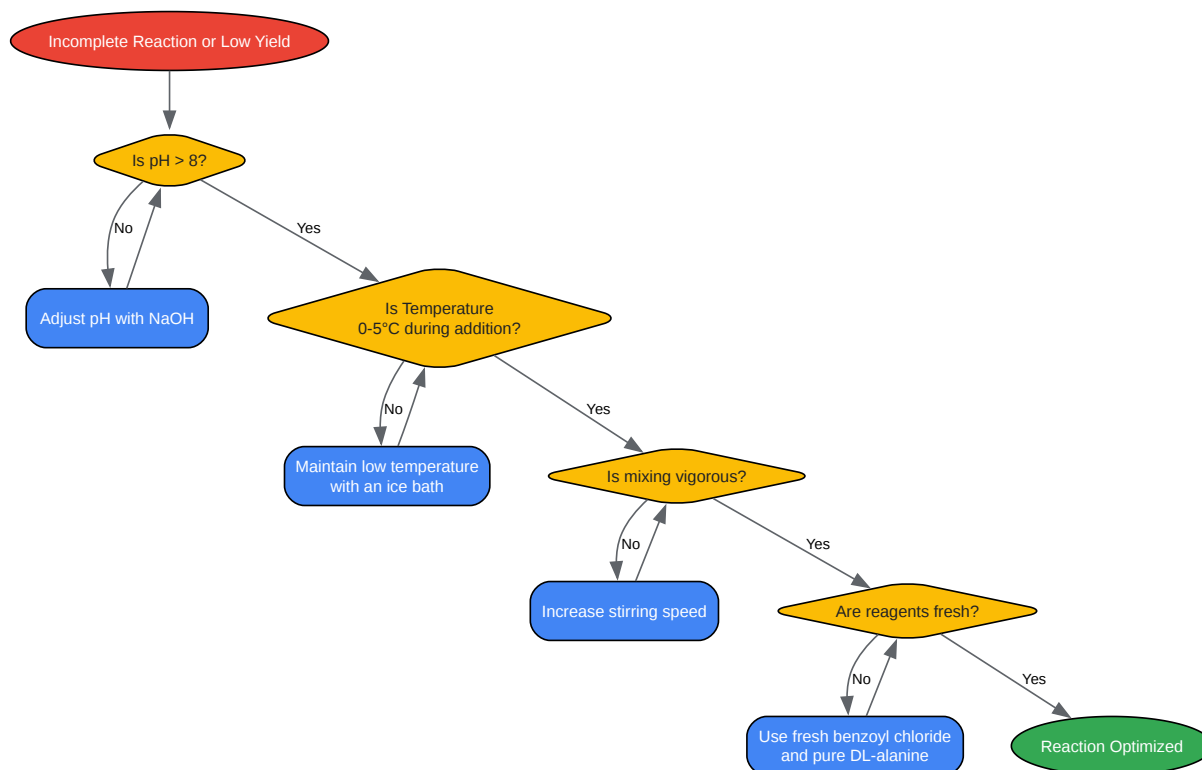 Incomplete Reaction or Low Yield
Is pH > 8?
No
Yes
Adjust pH with NaOH
Is Temperature
0-5°C during addition?
No
Yes
Maintain low temperature
with an ice bath
Is mixing vigorous?
No
Yes
Increase stirring speed
Are reagents fresh?
No
Yes
Use fresh benzoyl chloride
and pure DL-alanine
Reaction Optimized